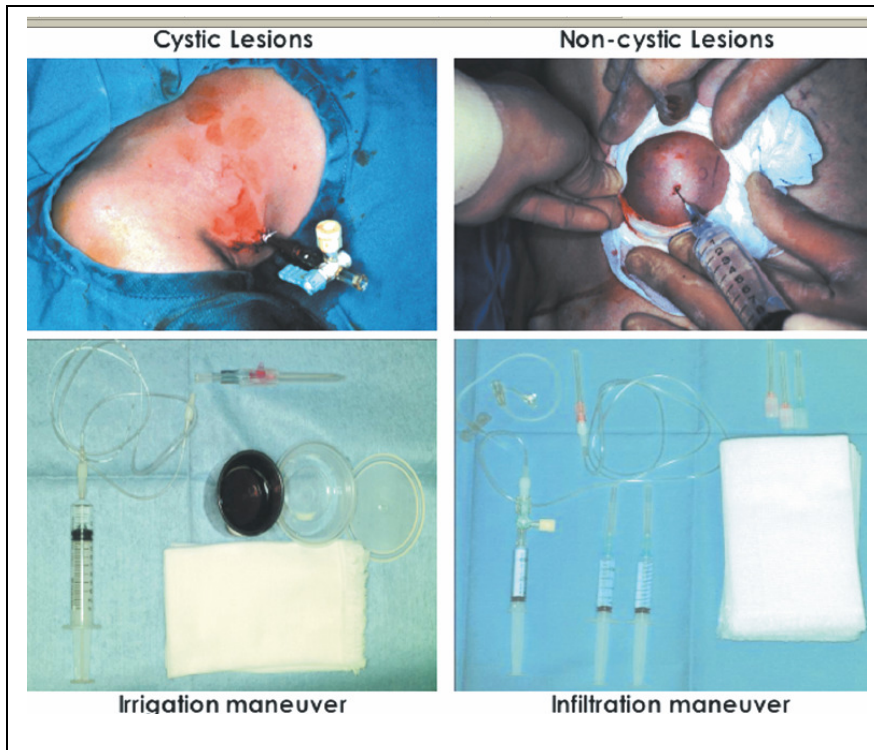 Cystic Lesions
Non-cystic Lesions
Irrigation maneuver
Infiltration maneuver